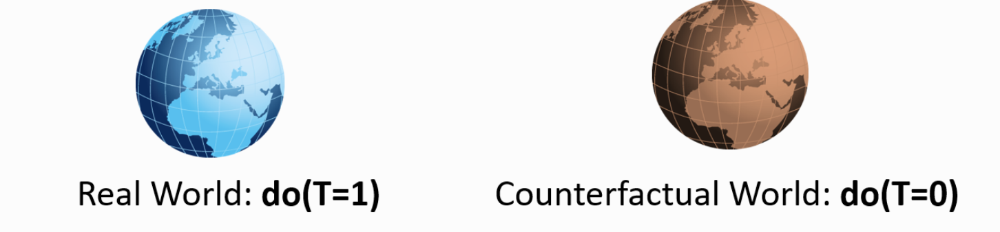 Real World: do(T=1)
Counterfactual World: do(T=0)